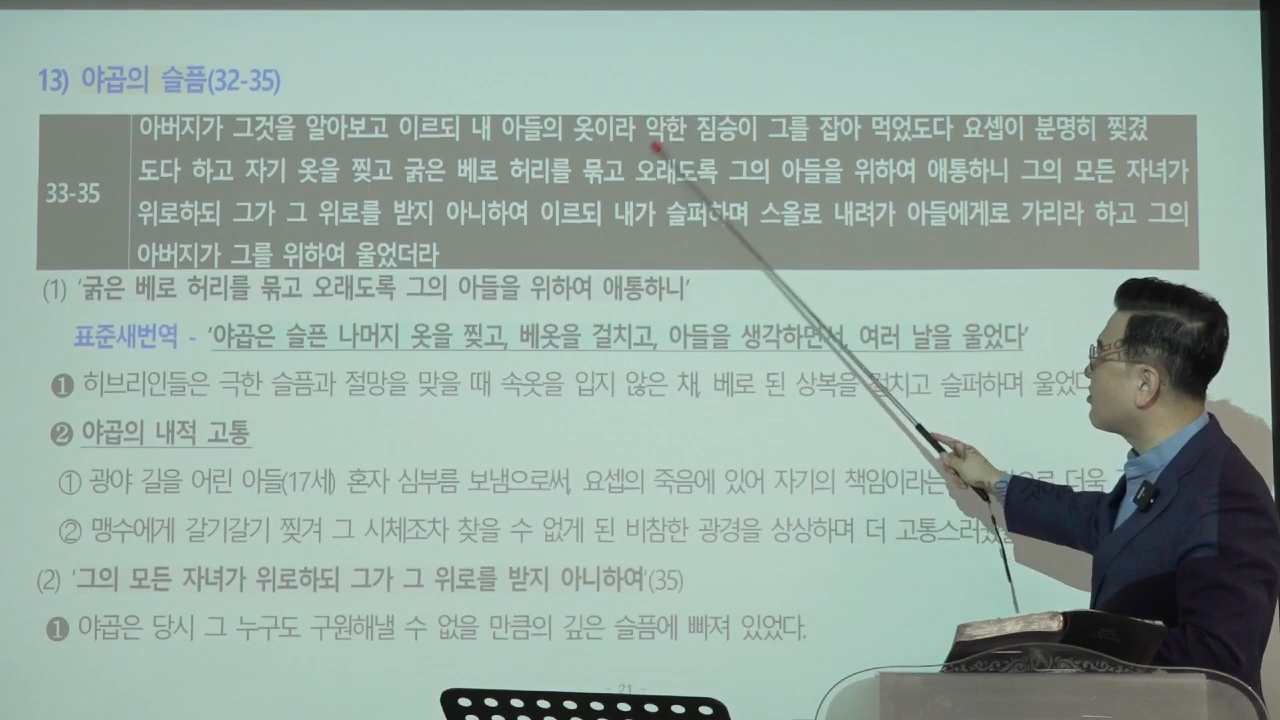 13) 야곱의 슬픔(32-35)
33-35
아버지가 그것을 알아보고 이르되 내 아들의 옷이라 악한 짐승이 그를 잡아 먹었도다 요셉이 분명히 찢겼
도다 하고 자기 옷을 찢고 굵은 베로 허리를 묶고 오래도록 그의 아들을 위하여 애통하니 그의 모든 자녀가
위로하되 그가 그 위로를 받지 아니하여 이르되 내가 슬퍼하며 스올로 내려가 아들에게로 가리라 하고 그의
아버지가 그를 위하여 울었더라
(1) '굵은 베로 허리를 묶고 오래도록 그의 아들을 위하여 애통하니'
표준새번역 - '야곱은 슬픈 나머지 옷을 찢고, 베옷을 걸치고, 아들을 생각하면서, 여러 날을 울었다'
❶ 히브리인들은 극한 슬픔과 절망을 맞을 때 속옷을 입지 않은 채, 베로 된 상복을 걸치고 슬퍼하며
❷ 야곱의 내적 고통
① 광야 길을 어린 아들(17세) 혼자 심부름 보냄으로써, 요셉의 죽음에 있어 자기의 책임이라는 더욱
② 맹수에게 갈기갈기 찢겨 그 시체조차 찾을 수 없게 된 비참한 광경을 상상하며 더
(2) '그의 모든 자녀가 위로하되 그가 그 위로를 받지 아니하여'(35)
❶ 야곱은 당시 그 누구도 구원해낼 수 없을 만큼의 깊은 슬픔에 빠져 있었다.
- 21 -